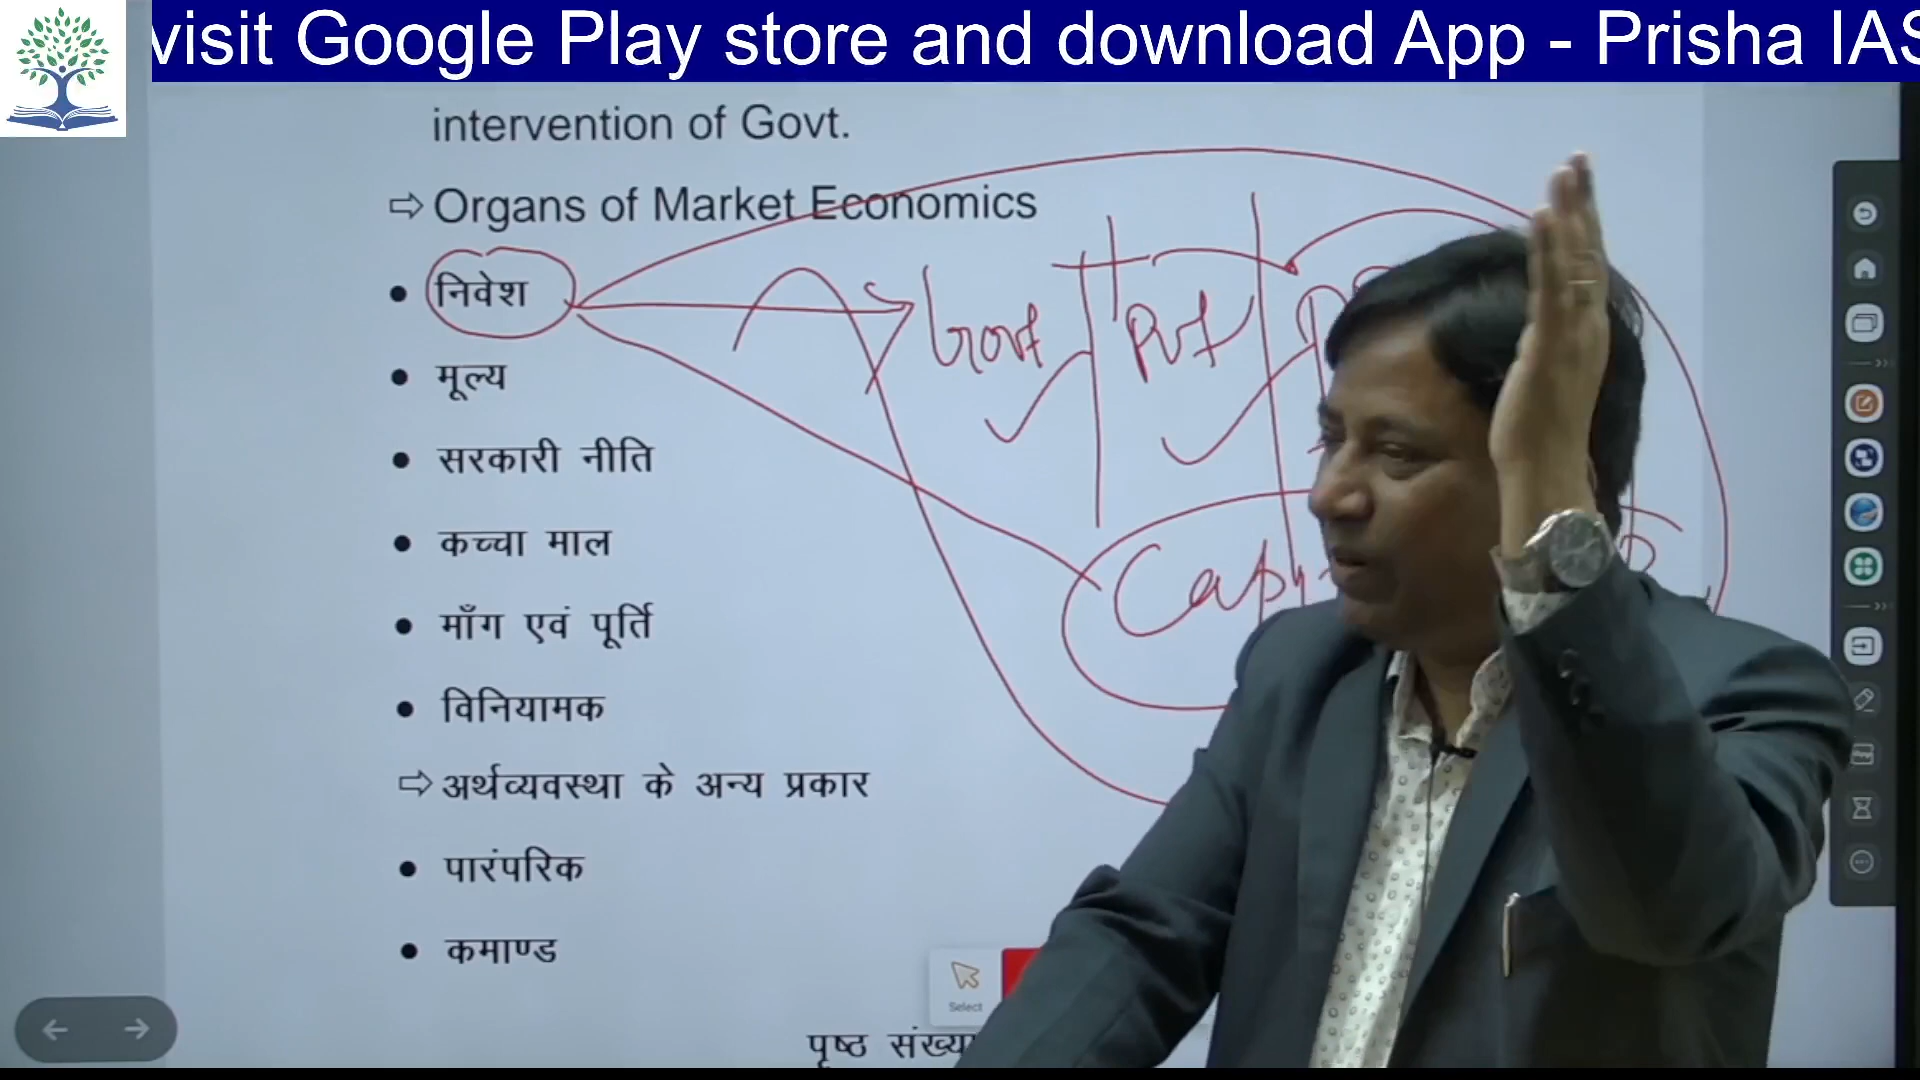 visit Google Play store and download App - Prisha IAS
intervention of Govt.
⇨ Organs of Market Economics
• निवेश
Govt Pvt
• मूल्य
• सरकारी नीति
• कच्चा माल
• माँग एवं पूर्ति
• विनियामक
⇨ अर्थव्यवस्था के अन्य प्रकार
• पारंपरिक
• कमाण्ड
Select
पृष्ठ